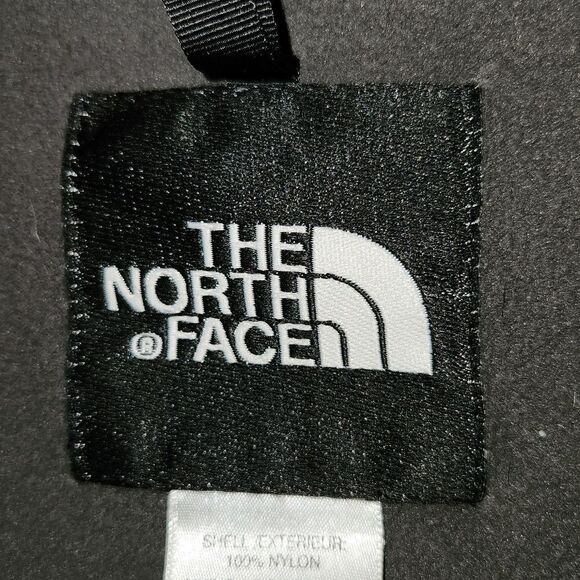 THE
NORTH
®FACE
SHELL /EXTERIEUR:
100% NYLON